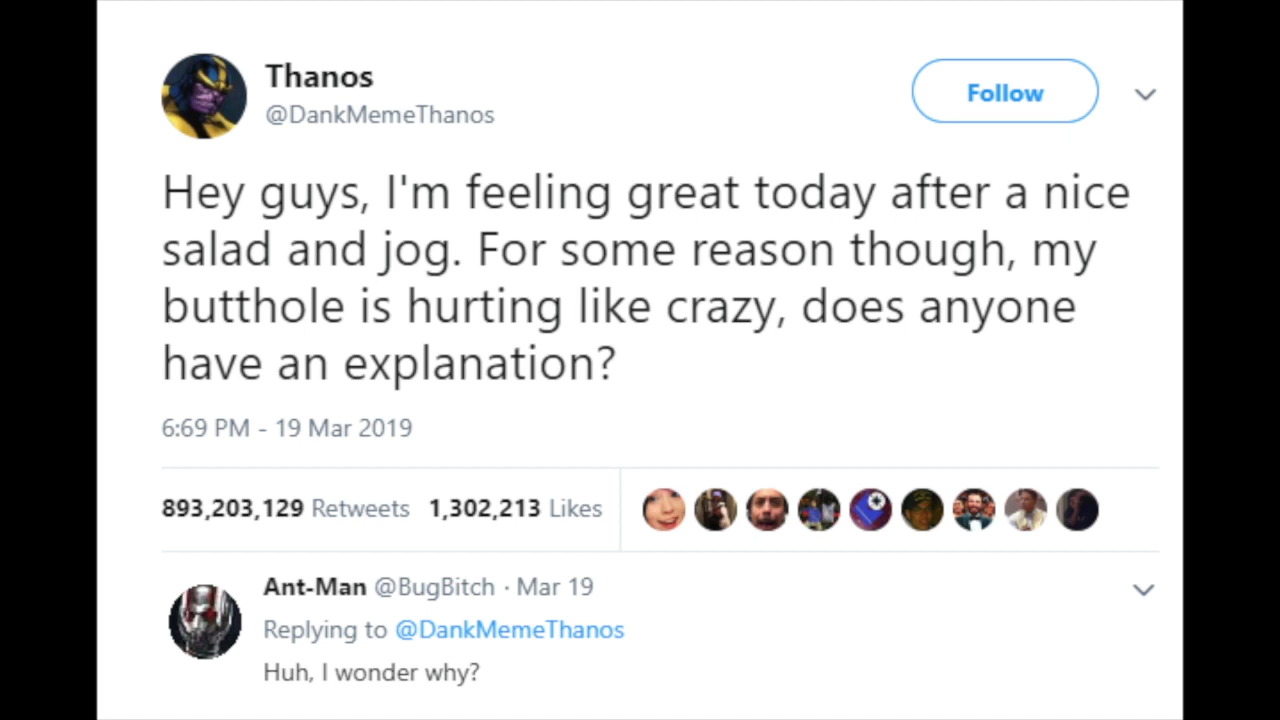 Thanos
@DankMemeThanos
Follow
Hey guys, I'm feeling great today after a nice
salad and jog. For some reason though, my
butthole is hurting like crazy, does anyone
have an explanation?
6:69 PM - 19 Mar 2019
893,203,129 Retweets 1,302,213 Likes
Ant-Man @BugBitch · Mar 19
Replying to @DankMemeThanos
Huh, I wonder why?